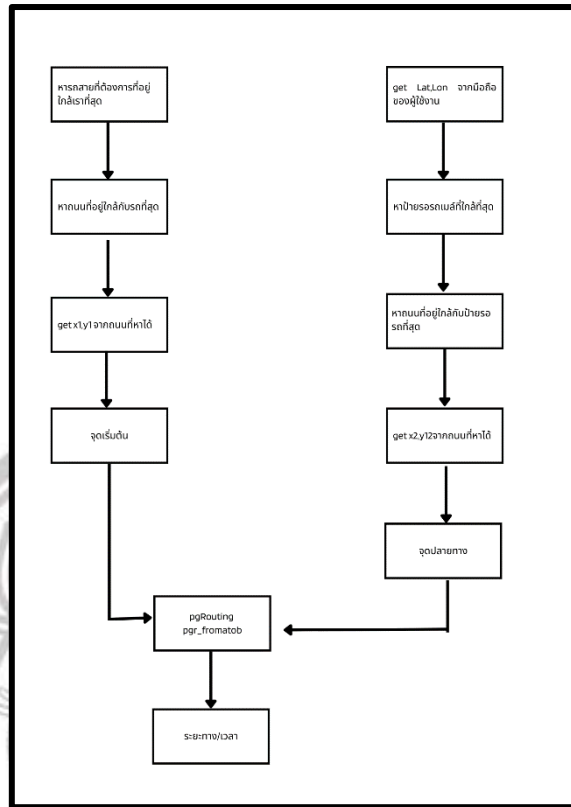 หารถสายที่ต้องการที่อยู่
ใกล้เราที่สุด
หาถนนที่อยู่ใกล้กับรถที่สุด
get x1,y1 จากถนนที่หาได้
จุดเริ่มต้น
get Lat,Lon จากมือถือ
ของผู้ใช้งาน
หาป้ายรอรถเมล์ที่ใกล้ที่สุด
หาถนนที่อยู่ใกล้กับป้ายรอ
รถที่สุด
get x2,y12จากถนนที่หาได้
จุดปลายทาง
pgRouting
pgr_fromatob
ระยะทาง/เวลา